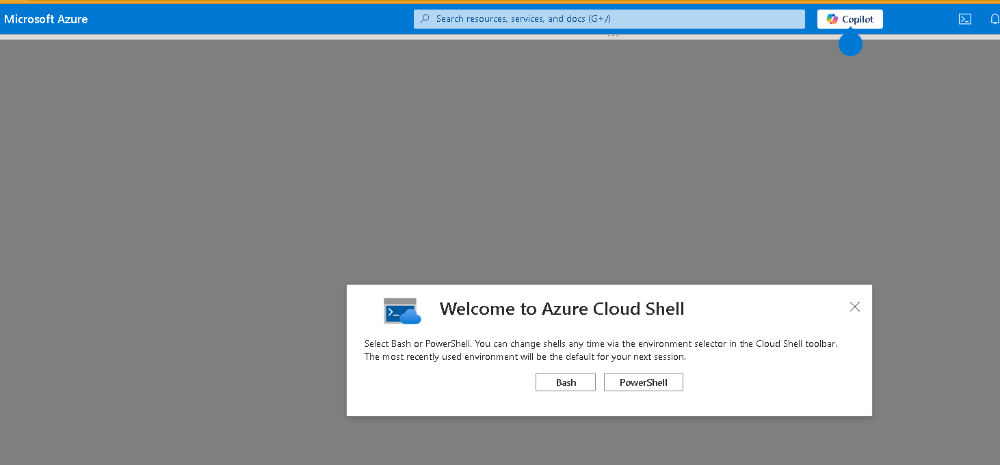 Microsoft Azure
Search resources, services, and docs (G+/)
Copilot
Welcome to Azure Cloud Shell
Select Bash or PowerShell. You can change shells any time via the environment selector in the Cloud Shell toolbar.
The most recently used environment will be the default for your next session.
Bash
PowerShell